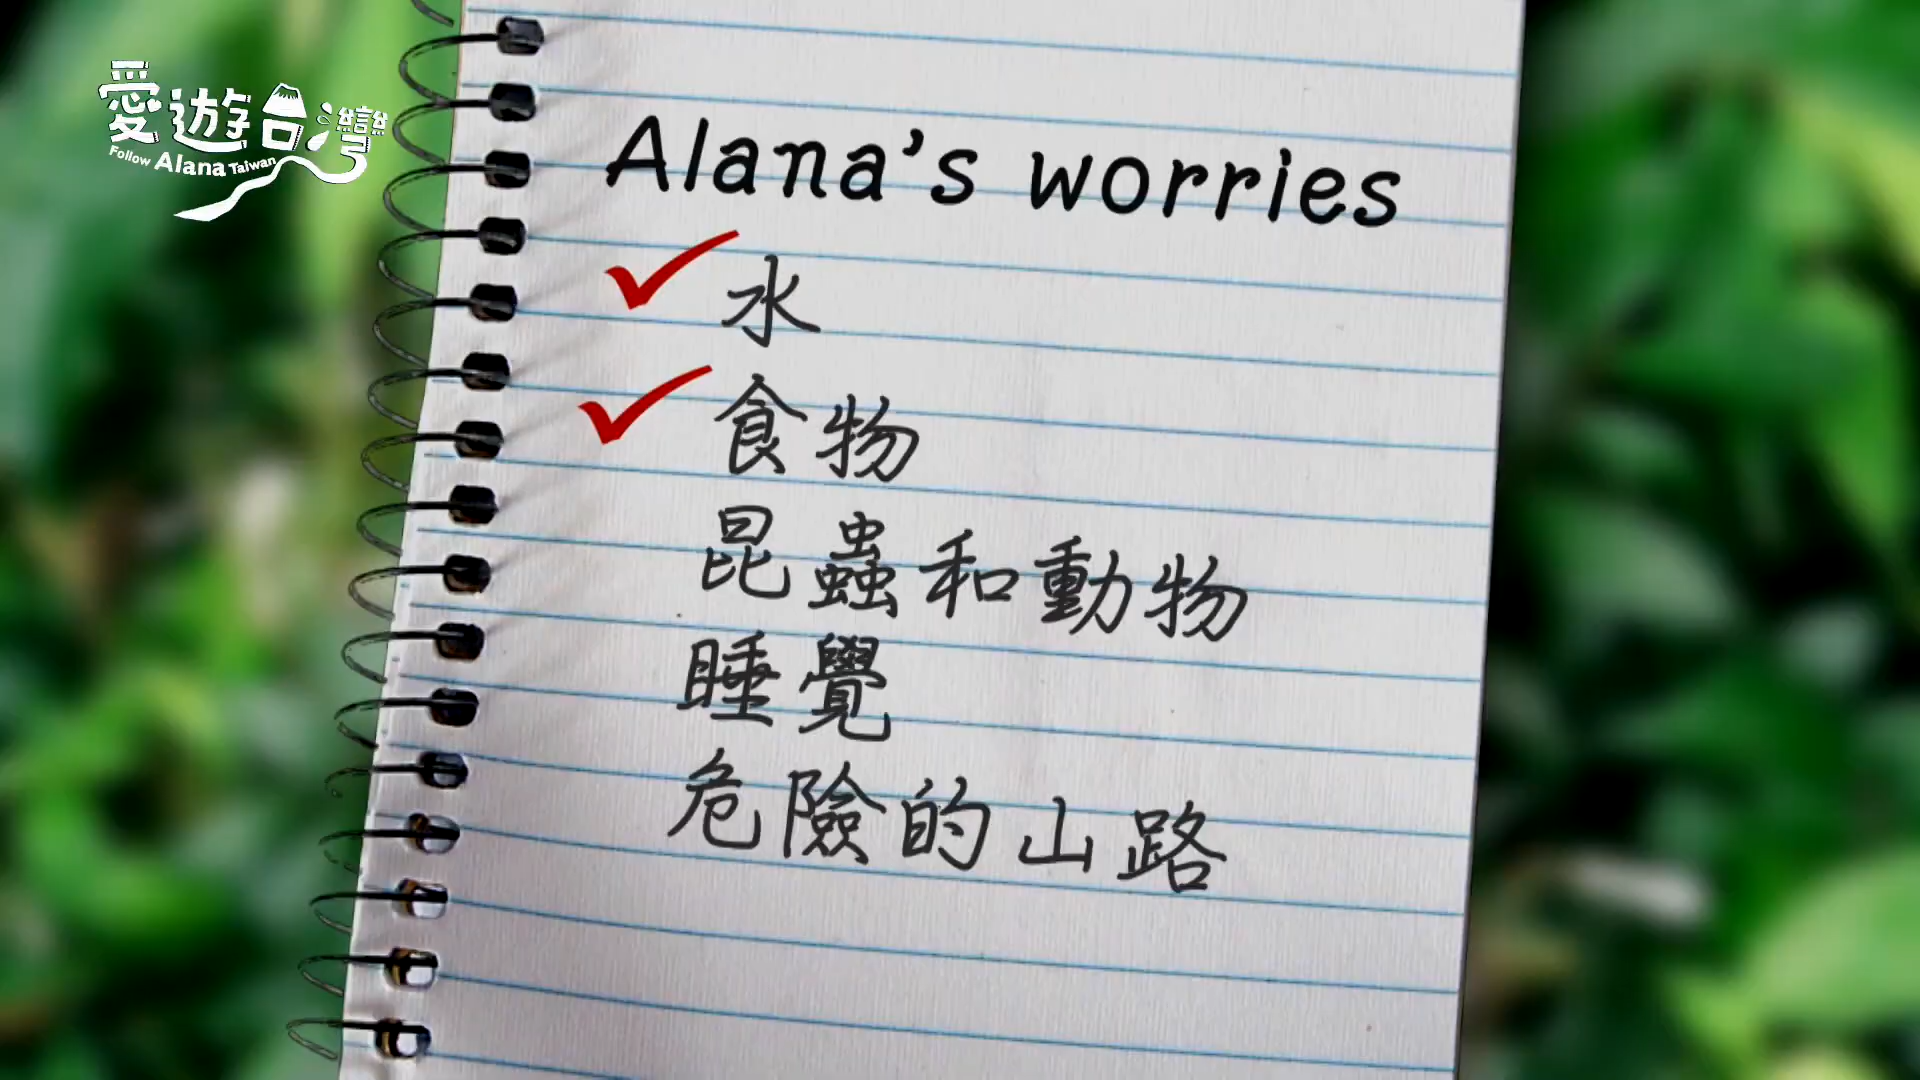 愛遊台灣
Follow Alana Taiwan
Alana's worries
水
食物
昆蟲和動物
睡覺
危險的山路